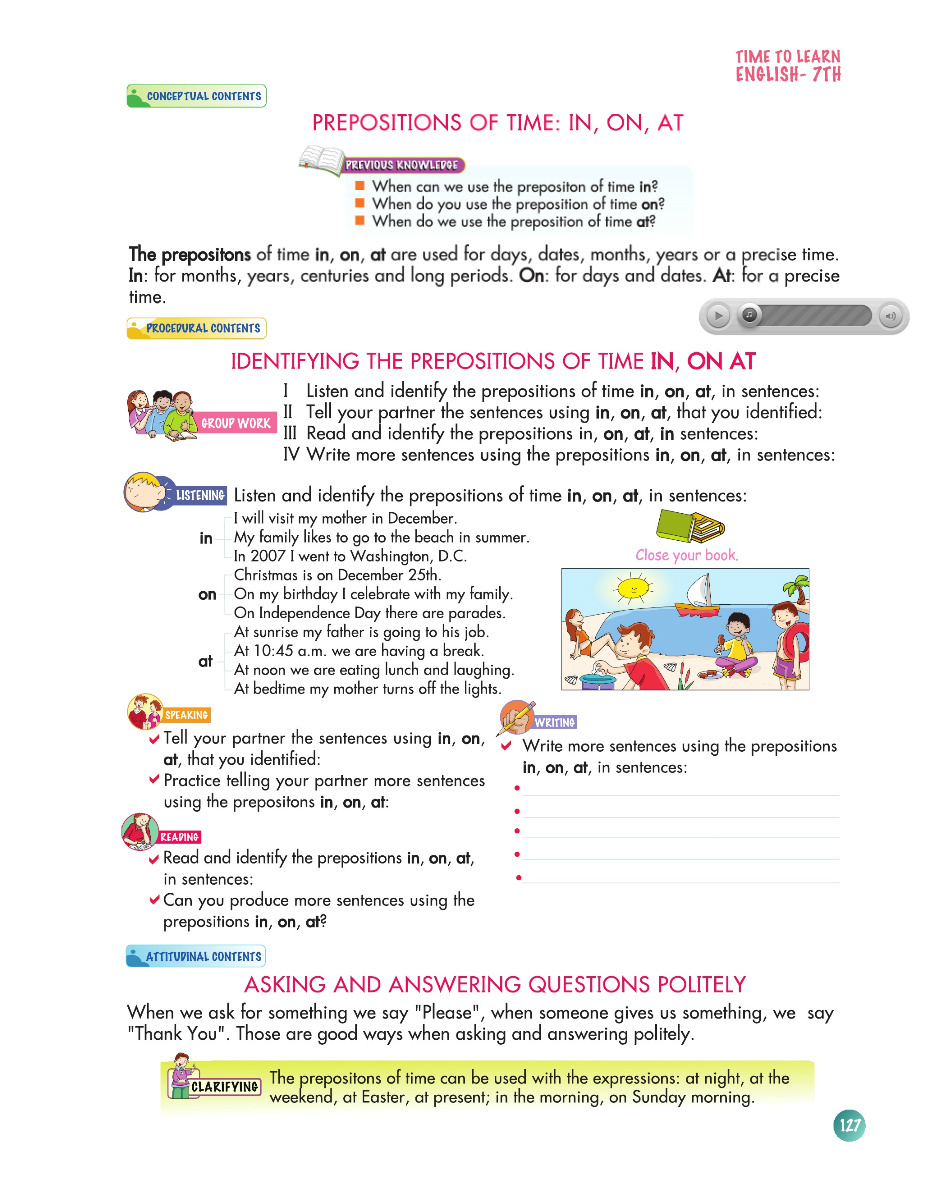 TIME TO LEARN
ENGLISH- 7TH
CONCEPTUAL CONTENTS
PREPOSITIONS OF TIME: IN, ON, AT
PREVIOUS KNOWLEDGE
When can we use the prepositon of time in?
When do you use the preposition of time on?
When do we use the preposition of time at?
The prepositons of time in, on, at are used for days, dates, months, years or a precise time.
In: for months, years, centuries and long periods. On: for days and dates. At: for a precise
time.
PROCEDURAL CONTENTS
IDENTIFYING THE PREPOSITIONS OF TIME IN, ON AT
GROUP WORK
I Listen and identify the prepositions of time in, on, at, in sentences:
II Tell your partner the sentences using in, on, at, that you identified:
III Read and identify the prepositions in, on, at, in sentences:
IV Write more sentences using the prepositions in, on, at, in sentences:
LISTENING Listen and identify the prepositions of time in, on, at, in sentences:
in
I will visit my mother in December.
My family likes to go to the beach in summer.
In 2007 I went to Washington, D.C.
on
Christmas is on December 25th.
On my birthday I celebrate with my family.
On Independence Day there are parades.
at
At sunrise my father is going to his job.
At 10:45 a.m. we are having a break.
At noon we are eating lunch and laughing.
At bedtime my mother turns off the lights.
Close your book.
SPEAKING
Tell your partner the sentences using in, on,
at, that you identified:
Practice telling your partner more sentences
using the prepositons in, on, at:
READING
Read and identify the prepositions in, on, at,
in sentences:
Can you produce more sentences using the
prepositions in, on, at?
WRITING
Write more sentences using the prepositions
in, on, at, in sentences:
ATTITUDINAL CONTENTS
ASKING AND ANSWERING QUESTIONS POLITELY
When we ask for something we say "Please", when someone gives us something, we say
"Thank You". Those are good ways when asking and answering politely.
CLARIFYING
The prepositons of time can be used with the expressions: at night, at the
weekend, at Easter, at present; in the morning, on Sunday morning.
127